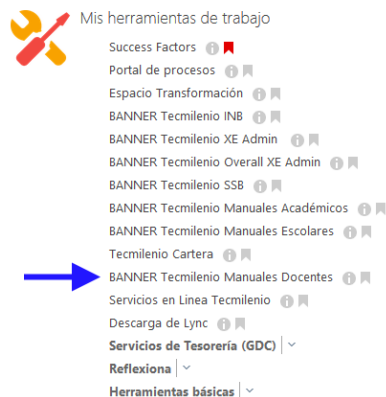 Mis herramientas de trabajo
Success Factors
Portal de procesos
Espacio Transformación
BANNER Tecmilenio INB
BANNER Tecmilenio XE Admin
BANNER Tecmilenio Overall XE Admin
BANNER Tecmilenio SSB
BANNER Tecmilenio Manuales Académicos
BANNER Tecmilenio Manuales Escolares
Tecmilenio Cartera
BANNER Tecmilenio Manuales Docentes
Servicios en Linea Tecmilenio
Descarga de Lync
Servicios de Tesorería (GDC)
Reflexiona
Herramientas básicas